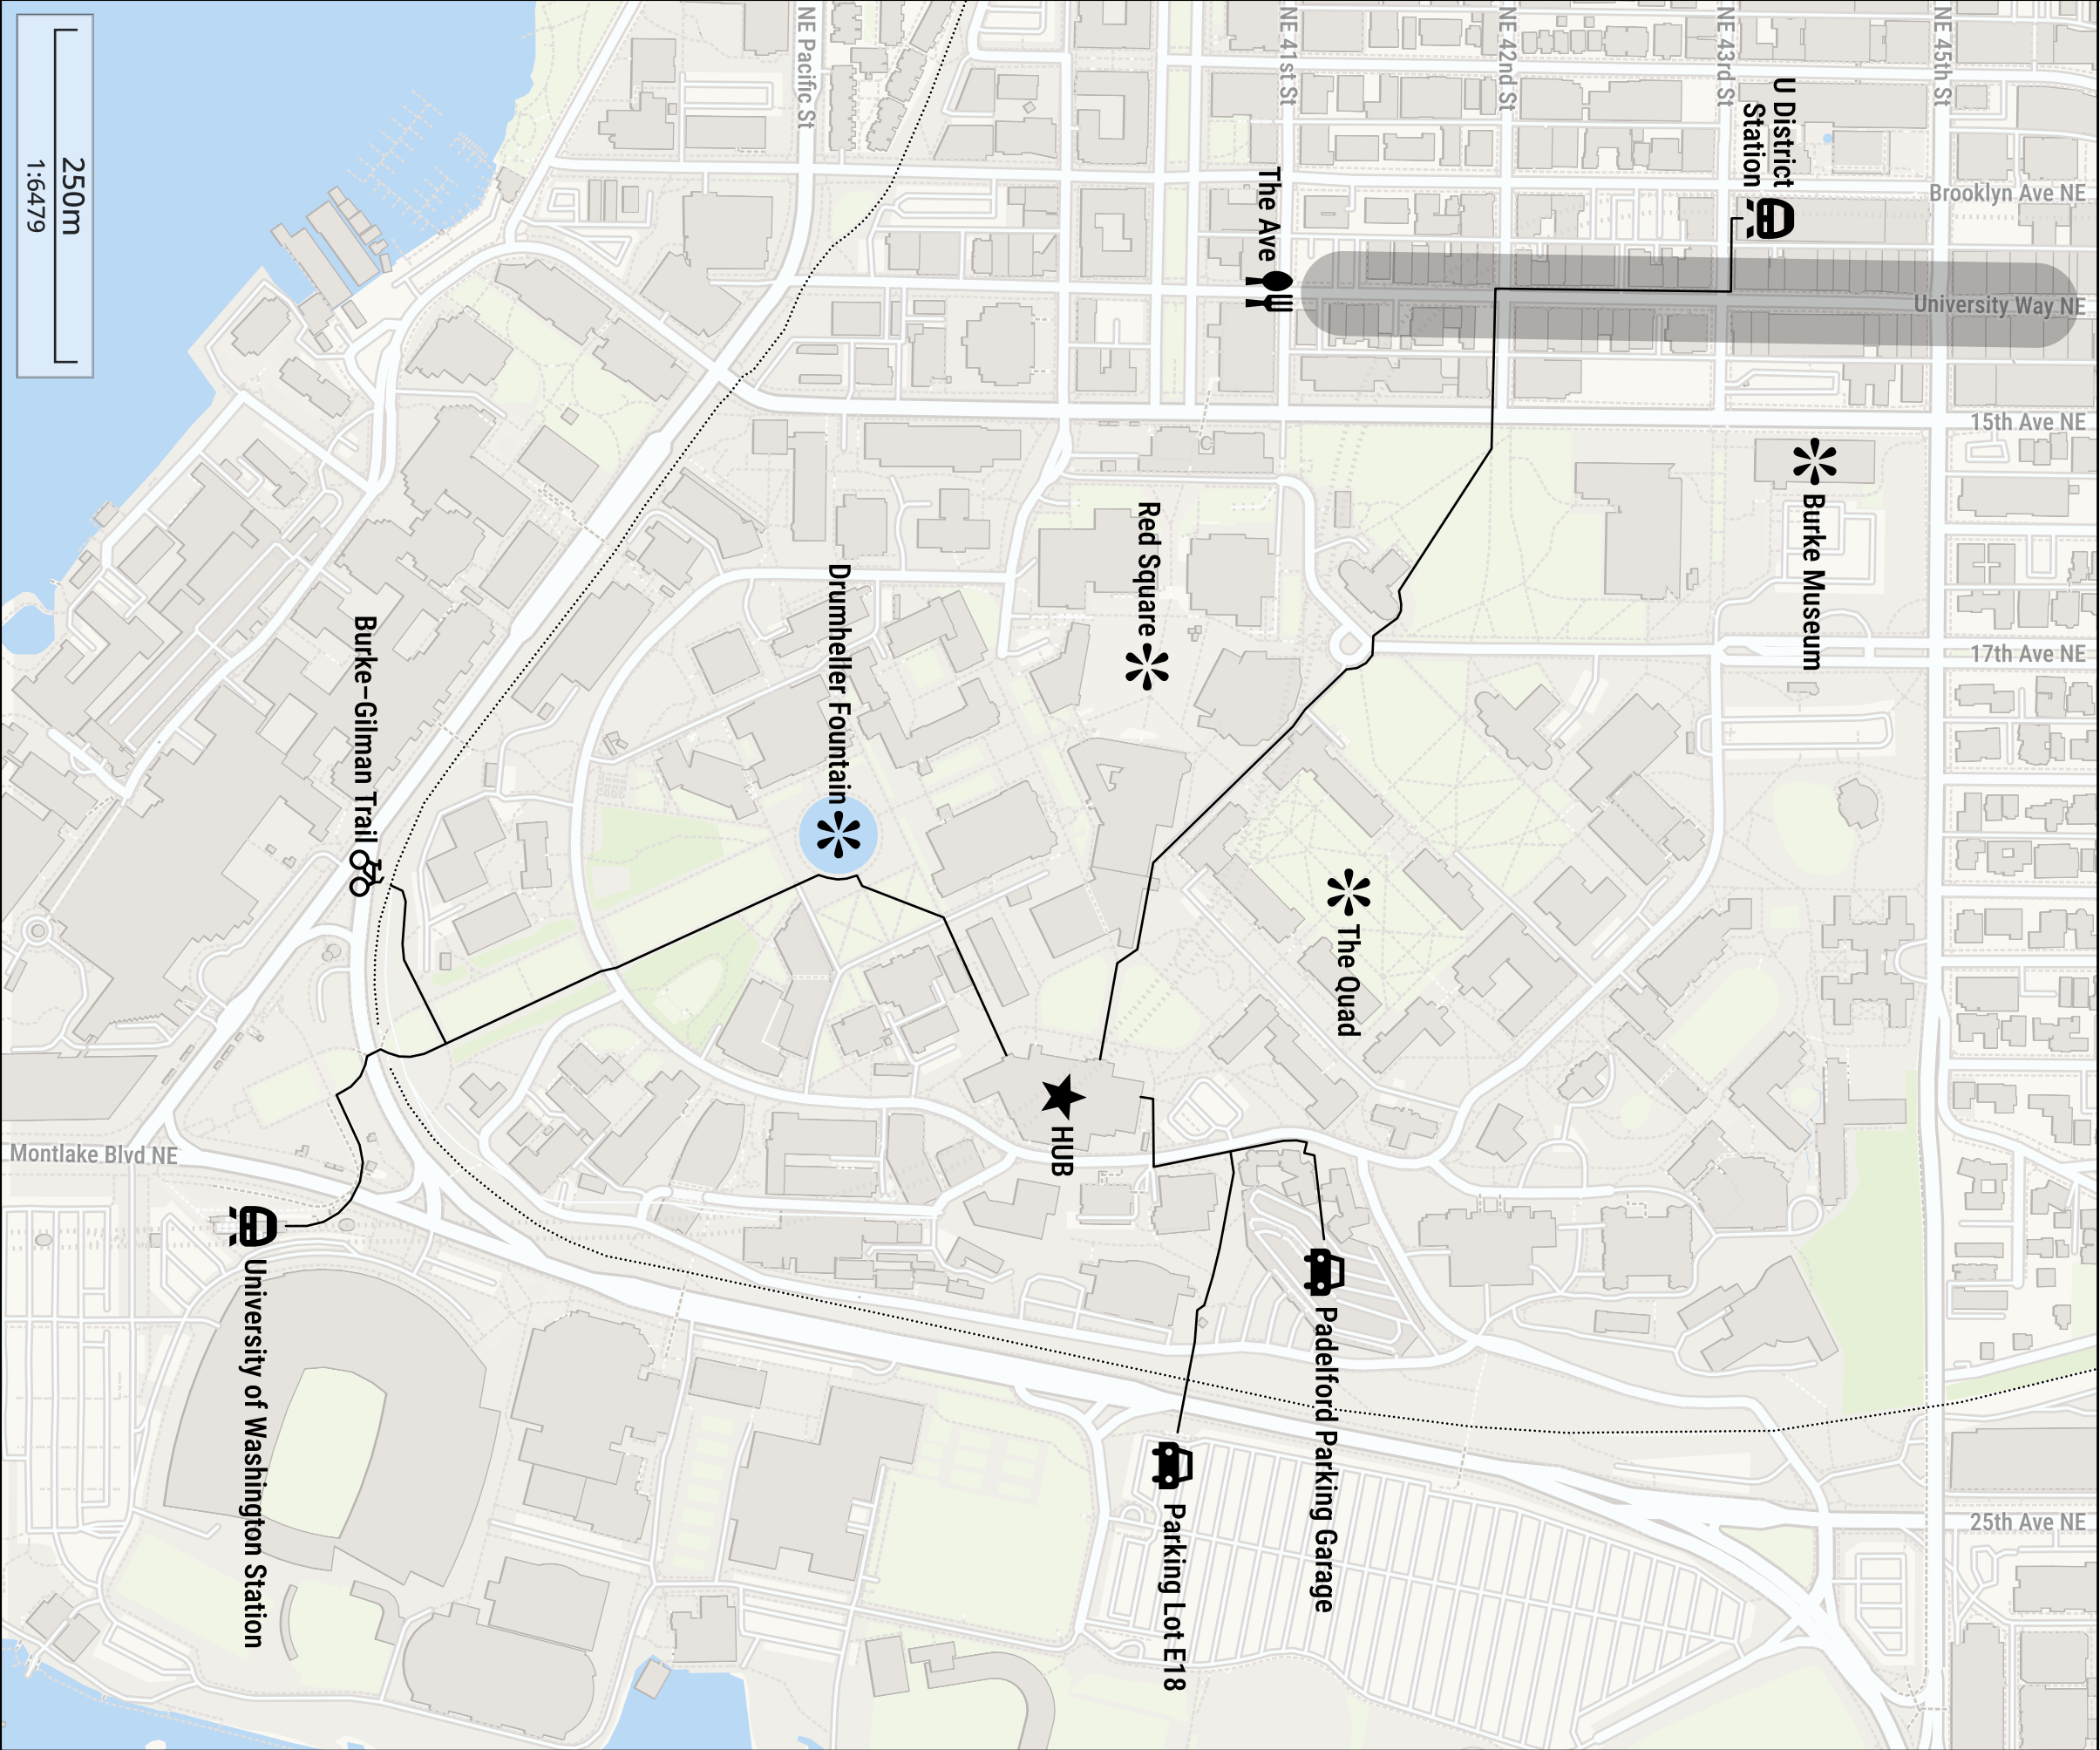 Brooklyn Ave NE
University Way NE
15th Ave NE
17th Ave NE
25th Ave NE
NE 45th St
U District
Station
Burke Museum
NE 43rd St
NE 42nd St
The Quad
Padelford Parking Garage
NE 41st St
The Ave
Parking Lot E18
Red Square
HUB
Drumheller Fountain
NE Pacific St
Burke–Gilman Trail
University of Washington Station
Montlake Blvd NE
250m
1:6479